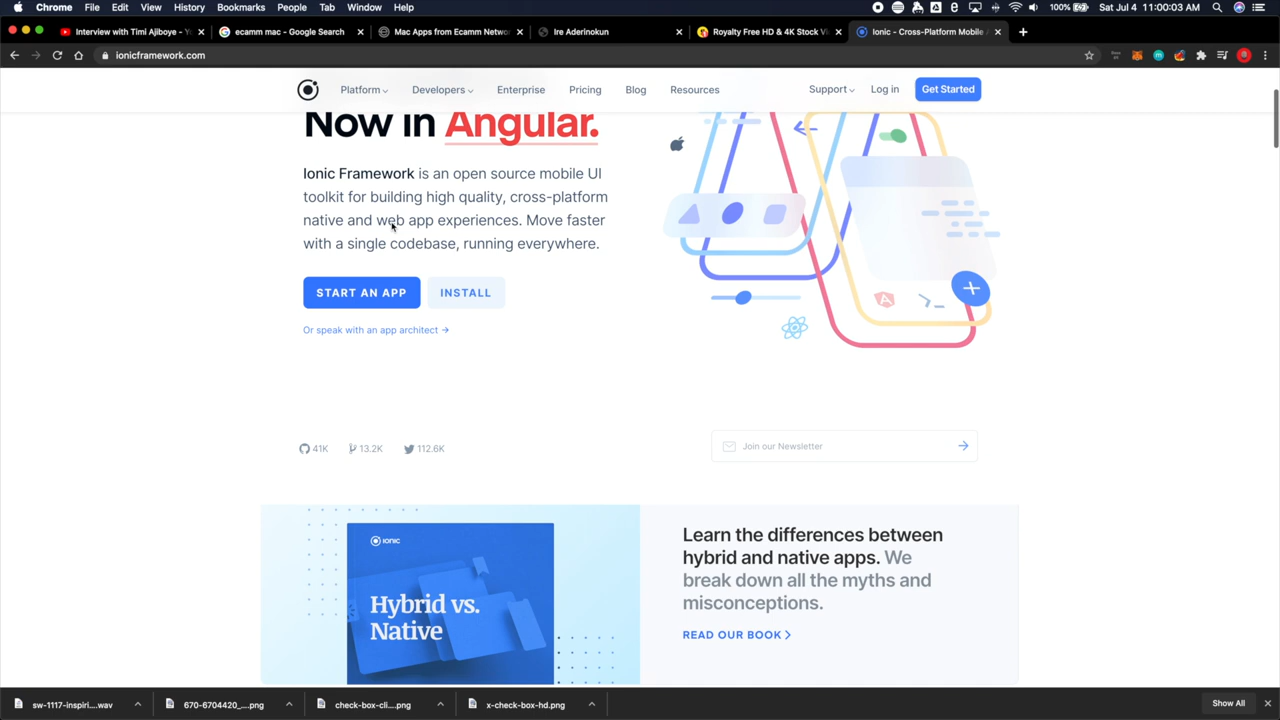 Chrome File Edit View History Bookmarks People Tab Window Help 100% Sat Jul 4 11:00:03 AM
Interview with Timi Ajiboye - Yo
ecamm mac - Google Search
Mac Apps from Ecamm Network
Ire Aderinokun
Royalty Free HD & 4K Stock Vi
Ionic - Cross-Platform Mobile A
ionicframework.com
Platform Developers Enterprise Pricing Blog Resources Support Log in Get Started
Now in Angular.
Ionic Framework is an open source mobile UI
toolkit for building high quality, cross-platform
native and web app experiences. Move faster
with a single codebase, running everywhere.
START AN APP INSTALL
Or speak with an app architect →
41K 13.2K 112.6K
Join our Newsletter
IONIC
Hybrid vs.
Native
Learn the differences between
hybrid and native apps. We
break down all the myths and
misconceptions.
READ OUR BOOK
sw-1117-inspiri....wav 670-6704420_....png check-box-cli....png x-check-box-hd.png Show All